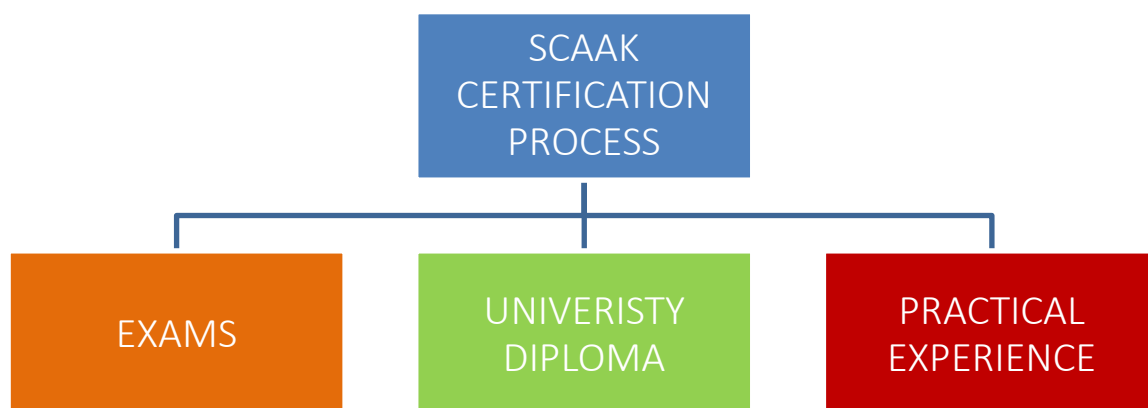 SCAAK
CERTIFICATION
PROCESS
EXAMS
UNIVERISTY
DIPLOMA
PRACTICAL
EXPERIENCE